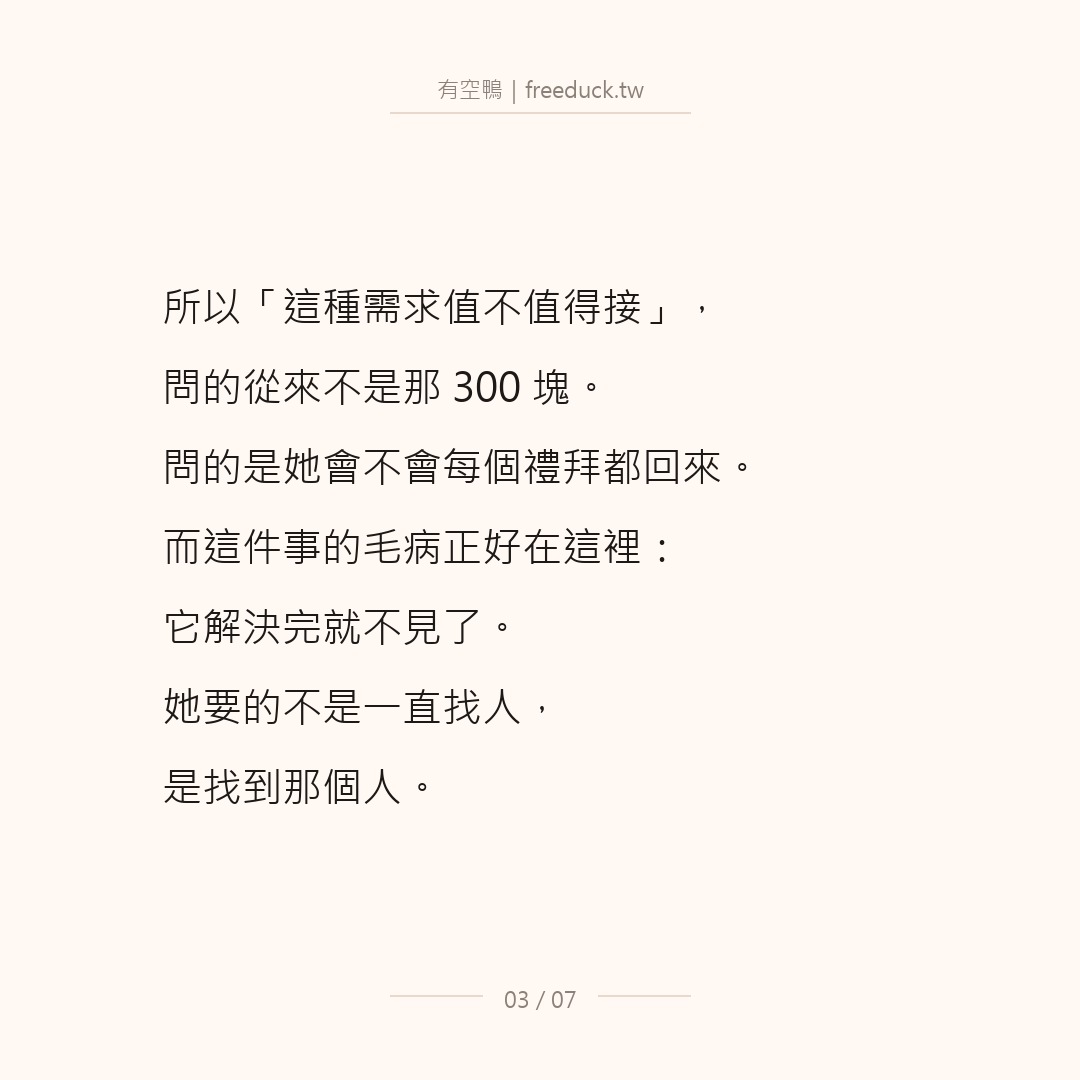 有空鴨 | freeduck.tw
所以「這種需求值不值得接」，
問的從來不是那 300 塊。
問的是她會不會每個禮拜都回來。
而這件事的毛病正好在這裡：
它解決完就不見了。
她要的不是一直找人，
是找到那個人。
03 / 07